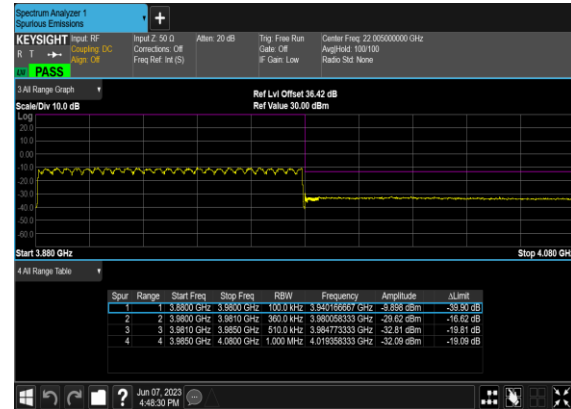 Spectrum Analyzer 1
Spurious Emissions
+
KEYSIGHT Input: RF Input Z: 50 Ω Atten: 20 dB Trig: Free Run Center Freq: 22.005000000 GHz
R T Coupling: DC Corrections: Off Gate: Off Avg|Hold: 100/100
Align: Off Freq Ref: Int (S) IF Gain: Low Radio Std: None
PASS
3 All Range Graph
Ref Lvl Offset 36.42 dB
Scale/Div 10.0 dB Ref Value 30.00 dBm
Log
20.0
10.0
0.00
-10.0
-20.0
-30.0
-40.0
-50.0
-60.0
Start 3.880 GHz Stop 4.080 GH
4 All Range Table
Spur Range Start Freq Stop Freq RBW Frequency Amplitude ΔLimit
1 1 3.8800 GHz 3.9800 GHz 100.0 kHz 3.940166667 GHz -9.898 dBm -39.90 dB
2 2 3.9800 GHz 3.9810 GHz 360.0 kHz 3.980058333 GHz -29.62 dBm -16.62 dB
3 3 3.9810 GHz 3.9850 GHz 510.0 kHz 3.984773333 GHz -32.81 dBm -19.81 dB
4 4 3.9850 GHz 4.0800 GHz 1.000 MHz 4.019358333 GHz -32.09 dBm -19.09 dB
? Jun 07, 2023
4:48:30 PM